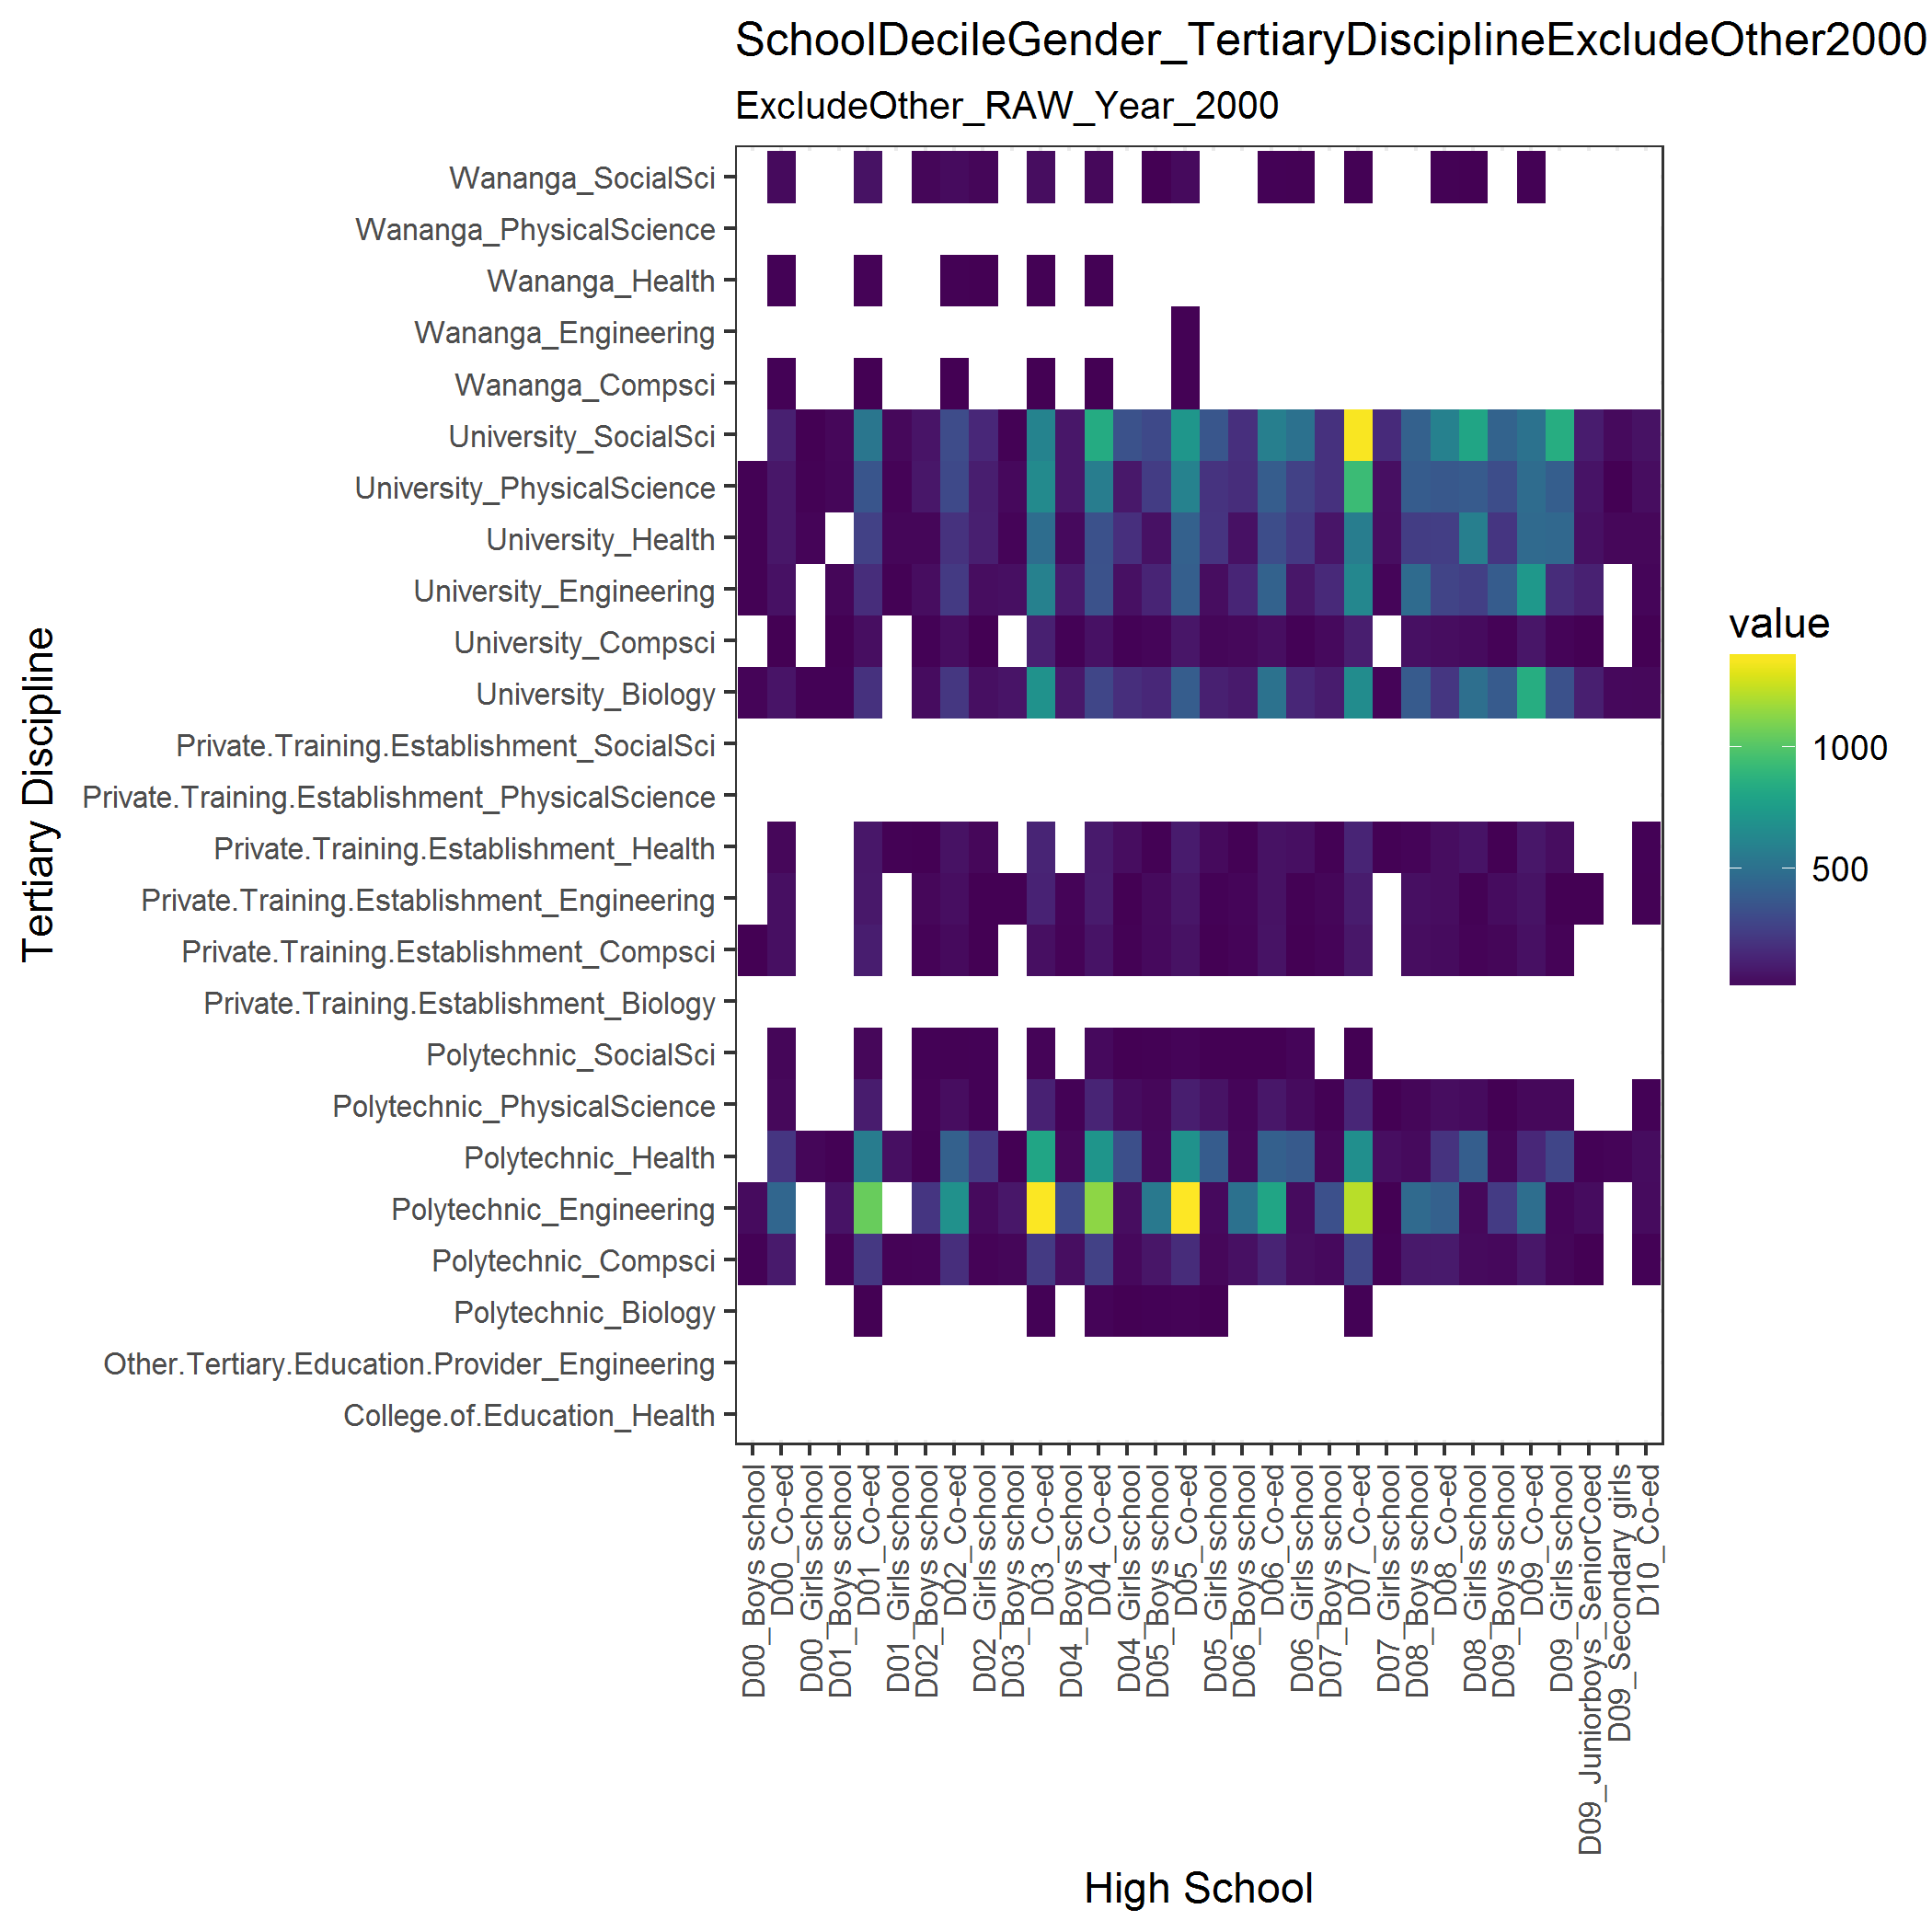 SchoolDecileGender_TertiaryDisciplineExcludeOther2000
ExcludeOther_RAW_Year_2000
Tertiary Discipline
Wananga_SocialSci
Wananga_PhysicalScience
Wananga_Health
Wananga_Engineering
Wananga_Compsci
University_SocialSci
University_PhysicalScience
University_Health
University_Engineering
University_Compsci
University_Biology
Private.Training.Establishment_SocialSci
Private.Training.Establishment_PhysicalScience
Private.Training.Establishment_Health
Private.Training.Establishment_Engineering
Private.Training.Establishment_Compsci
Private.Training.Establishment_Biology
Polytechnic_SocialSci
Polytechnic_PhysicalScience
Polytechnic_Health
Polytechnic_Engineering
Polytechnic_Compsci
Polytechnic_Biology
Other.Tertiary.Education.Provider_Engineering
College.of.Education_Health
D00_Boys school
D00_Co-ed
D00_Girls school
D01_Boys school
D01_Co-ed
D01_Girls school
D02_Boys school
D02_Co-ed
D02_Girls school
D03_Boys school
D03_Co-ed
D04_Boys school
D04_Co-ed
D04_Girls school
D05_Boys school
D05_Co-ed
D05_Girls school
D06_Boys school
D06_Co-ed
D06_Girls school
D07_Boys school
D07_Co-ed
D07_Girls school
D08_Boys school
D08_Co-ed
D08_Girls school
D09_Boys school
D09_Co-ed
D09_Girls school
D09_Juniorboys_SeniorCoed
D09_Secondary girls
D10_Co-ed
High School
value
1000
500